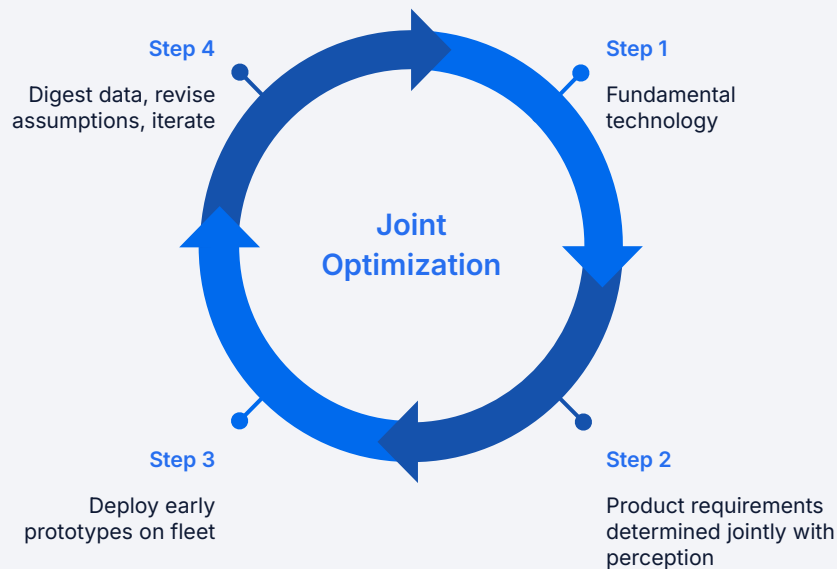 Step 4
Digest data, revise
assumptions, iterate
Step 1
Fundamental
technology
Joint
Optimization
Step 3
Deploy early
prototypes on fleet
Step 2
Product requirements
determined jointly with
perception